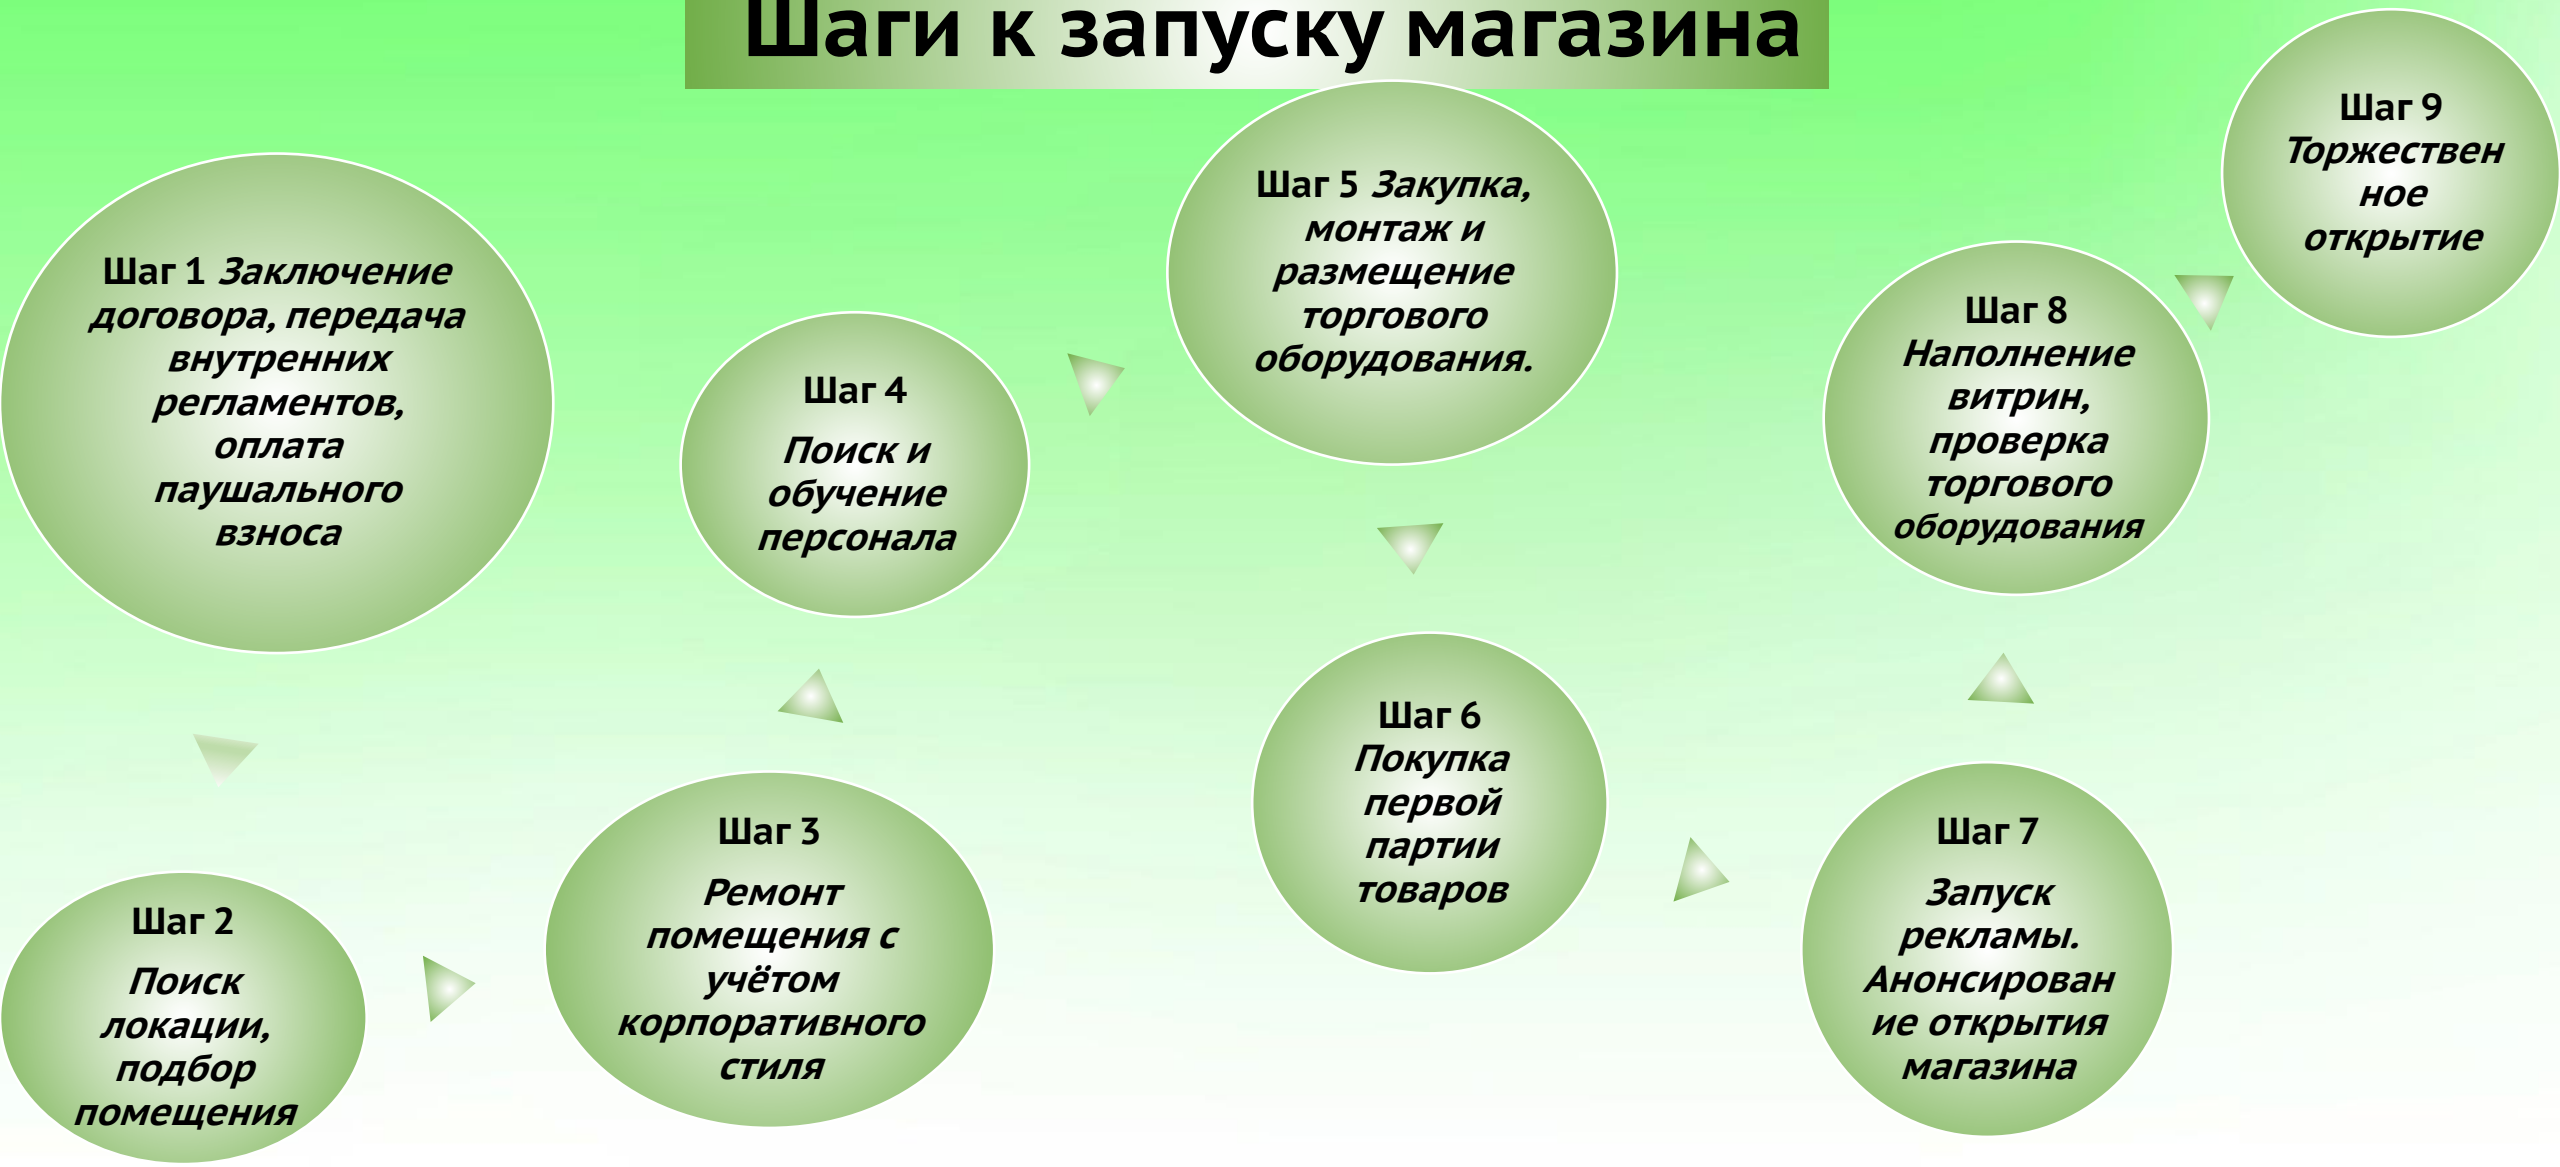 Шаги к запуску магазина
Шаг 1 Заключение
договора, передача
внутренних
регламентов,
оплата
паушального
взноса
Шаг 2
Поиск
локации,
подбор
помещения
Шаг 3
Ремонт
помещения с
учётом
корпоративного
стиля
Шаг 4
Поиск и
обучение
персонала
Шаг 5 Закупка,
монтаж и
размещение
торгового
оборудования.
Шаг 6
Покупка
первой
партии
товаров
Шаг 7
Запуск
рекламы.
Анонсирован
ие открытия
магазина
Шаг 8
Наполнение
витрин,
проверка
торгового
оборудования
Шаг 9
Торжествен
ное
открытие